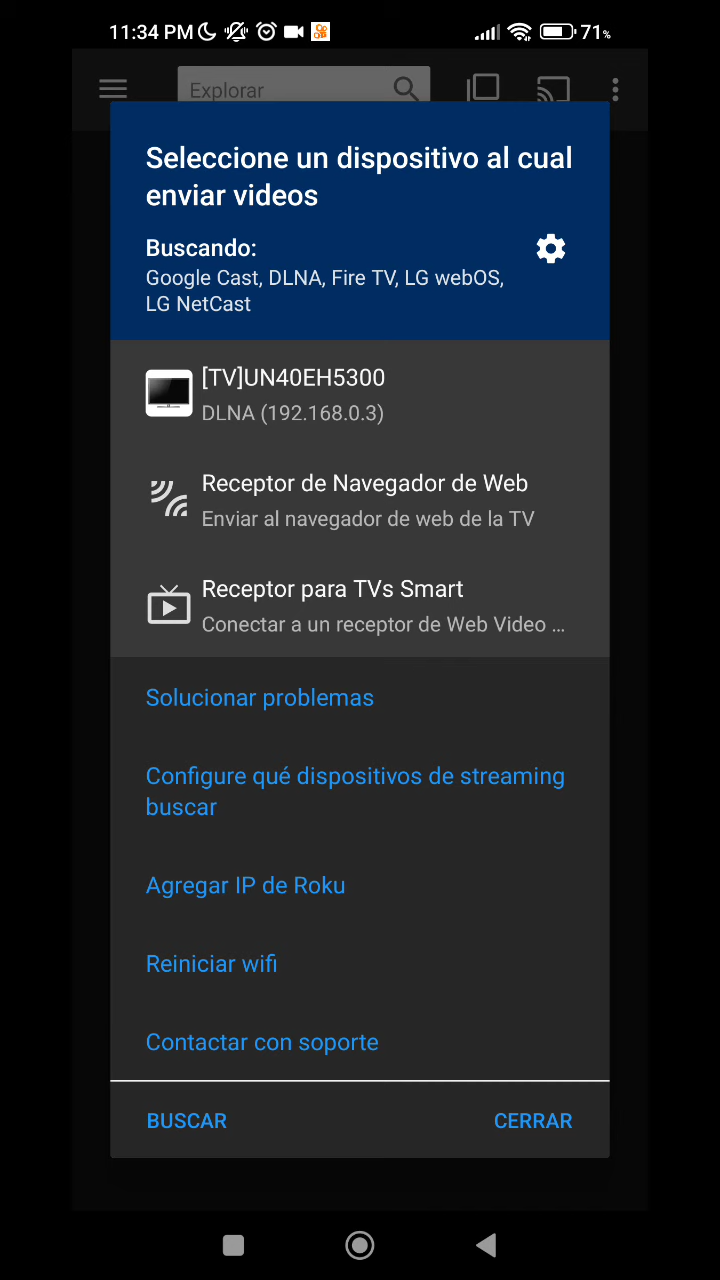 11:34 PM 71%
Explorar
Seleccione un dispositivo al cual
enviar videos
Buscando:
Google Cast, DLNA, Fire TV, LG webOS,
LG NetCast
[TV]UN40EH5300
DLNA (192.168.0.3)
Receptor de Navegador de Web
Enviar al navegador de web de la TV
Receptor para TVs Smart
Conectar a un receptor de Web Video ...
Solucionar problemas
Configure qué dispositivos de streaming
buscar
Agregar IP de Roku
Reiniciar wifi
Contactar con soporte
BUSCAR CERRAR